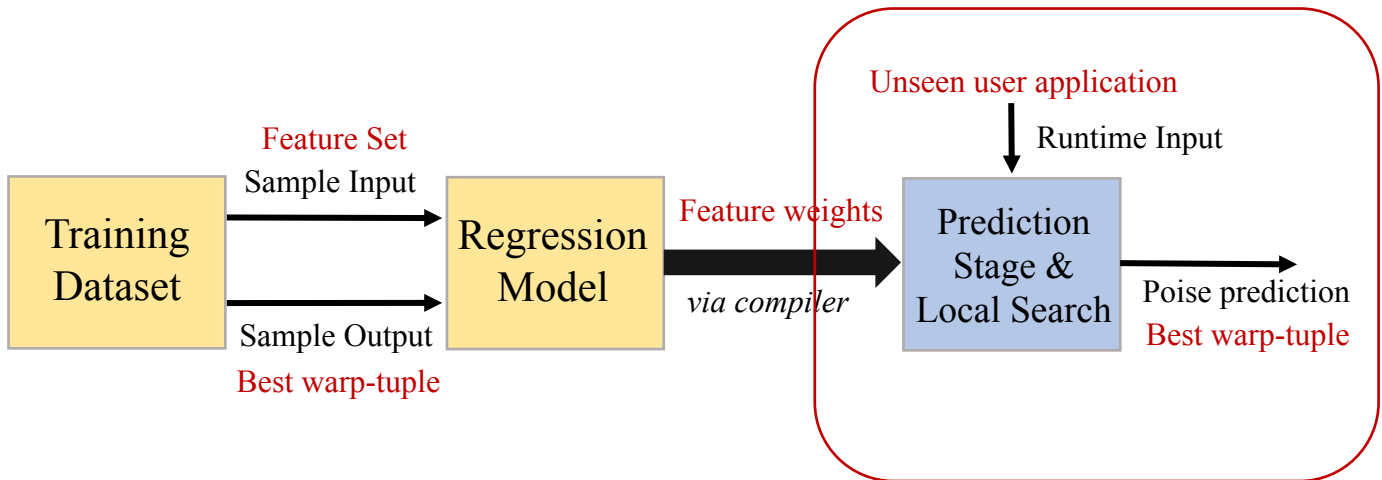 Training
Dataset
Feature Set
Sample Input
Sample Output
Best warp-tuple
Regression
Model
Feature weights
via compiler
Unseen user application
Runtime Input
Prediction
Stage &
Local Search
Poise prediction
Best warp-tuple